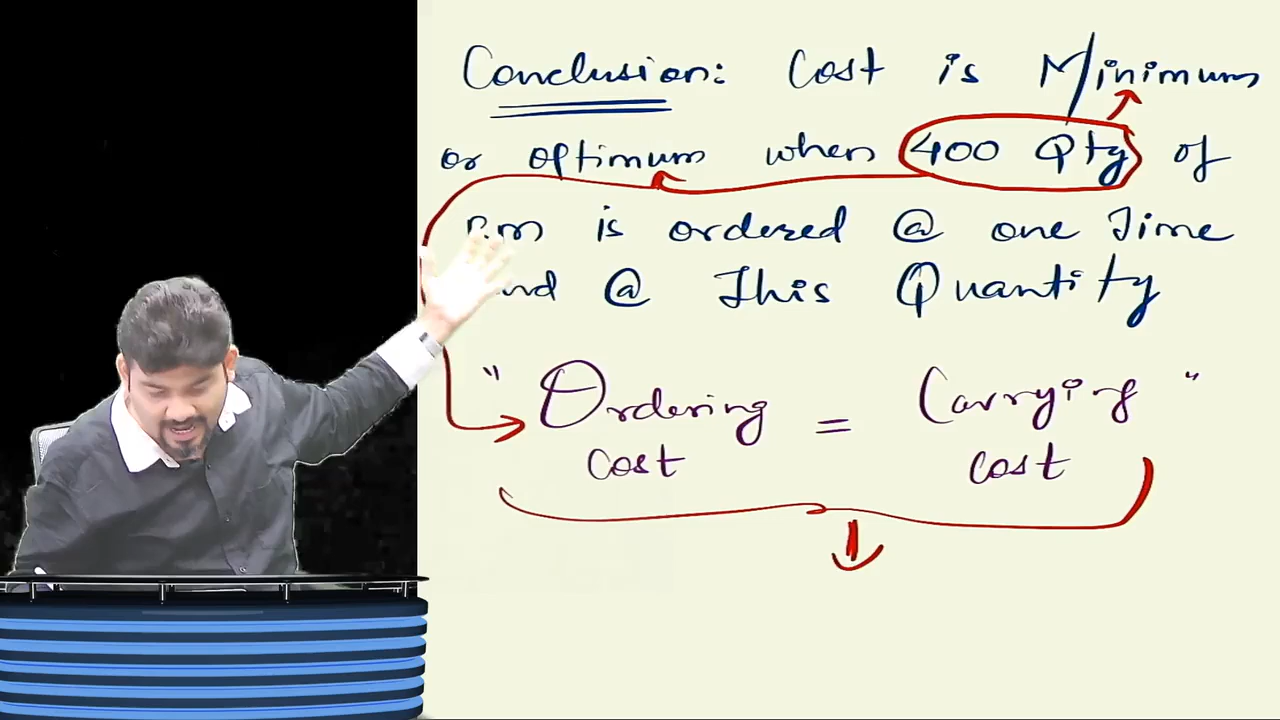 Conclusion: Cost is Minimum
or optimum when 400 Qty of
is ordered @ one Time
@ This Quantity
" Ordering = Carrying "
cost cost